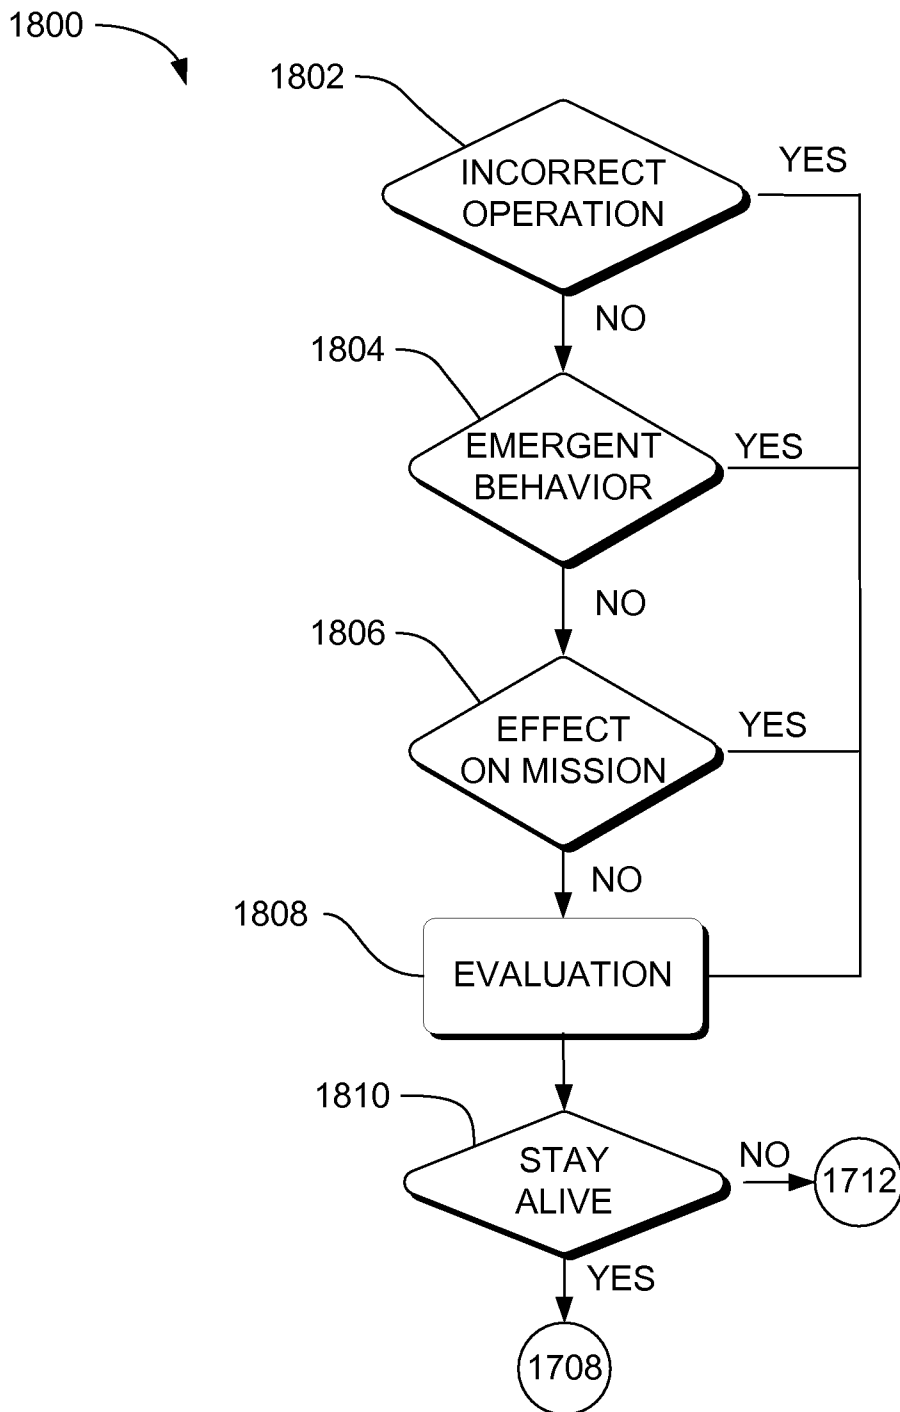 1800
1802
INCORRECT
OPERATION
YES
NO
1804
EMERGENT
BEHAVIOR
YES
NO
1806
EFFECT
ON MISSION
YES
NO
1808
EVALUATION
1810
STAY
ALIVE
NO
1712
YES
1708